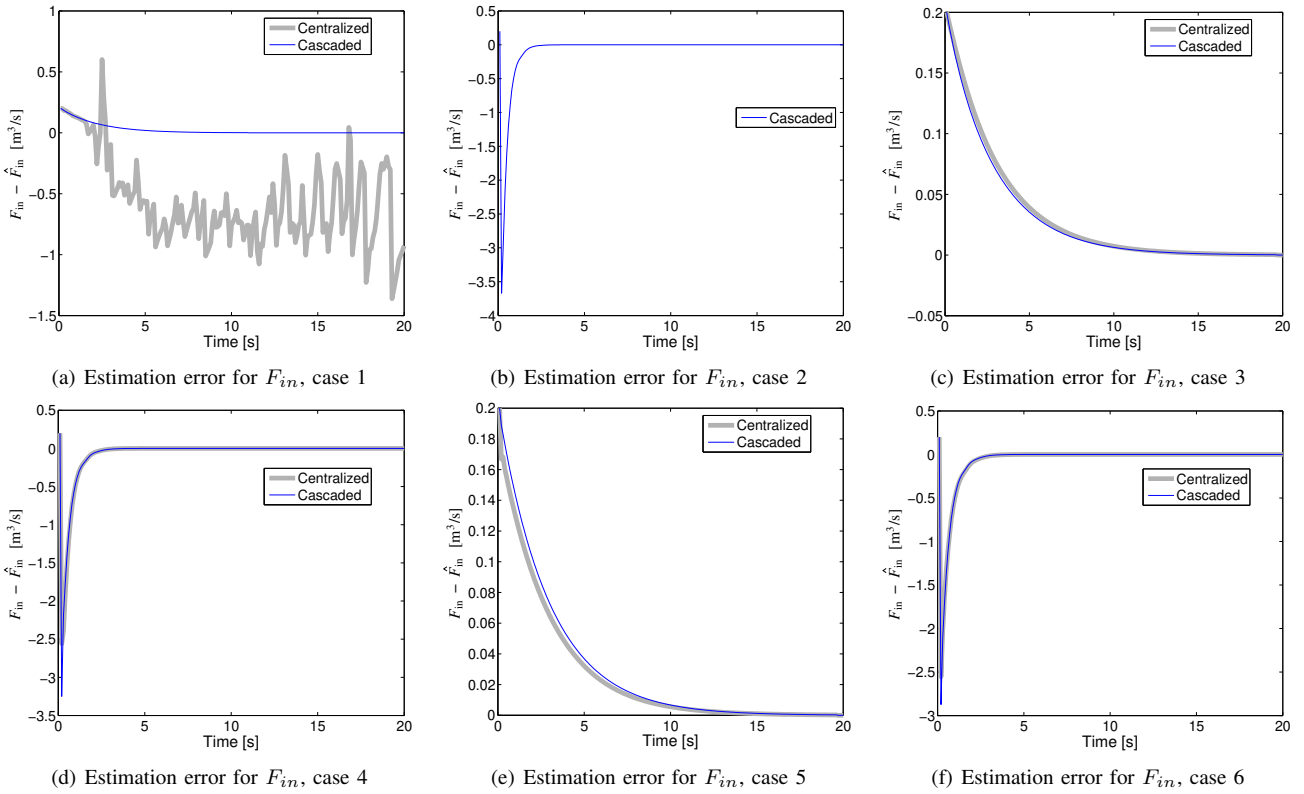 1
0.5
0
−0.5
−1
−1.5
0
5
10
15
20
Time [s]
F_in − F̂_in [m³/s]
Centralized
Cascaded
(a) Estimation error for F_in, case 1
0.5
0
−0.5
−1
−1.5
−2
−2.5
−3
−3.5
−4
0
5
10
15
20
Time [s]
F_in − F̂_in [m³/s]
Cascaded
(b) Estimation error for F_in, case 2
0.2
0.15
0.1
0.05
0
−0.05
0
5
10
15
20
Time [s]
F_in − F̂_in [m³/s]
Centralized
Cascaded
(c) Estimation error for F_in, case 3
0.5
0
−0.5
−1
−1.5
−2
−2.5
−3
−3.5
0
5
10
15
20
Time [s]
F_in − F̂_in [m³/s]
Centralized
Cascaded
(d) Estimation error for F_in, case 4
0.2
0.18
0.16
0.14
0.12
0.1
0.08
0.06
0.04
0.02
0
0
5
10
15
20
Time [s]
F_in − F̂_in [m³/s]
Centralized
Cascaded
(e) Estimation error for F_in, case 5
0.5
0
−0.5
−1
−1.5
−2
−2.5
−3
0
5
10
15
20
Time [s]
F_in − F̂_in [m³/s]
Centralized
Cascaded
(f) Estimation error for F_in, case 6